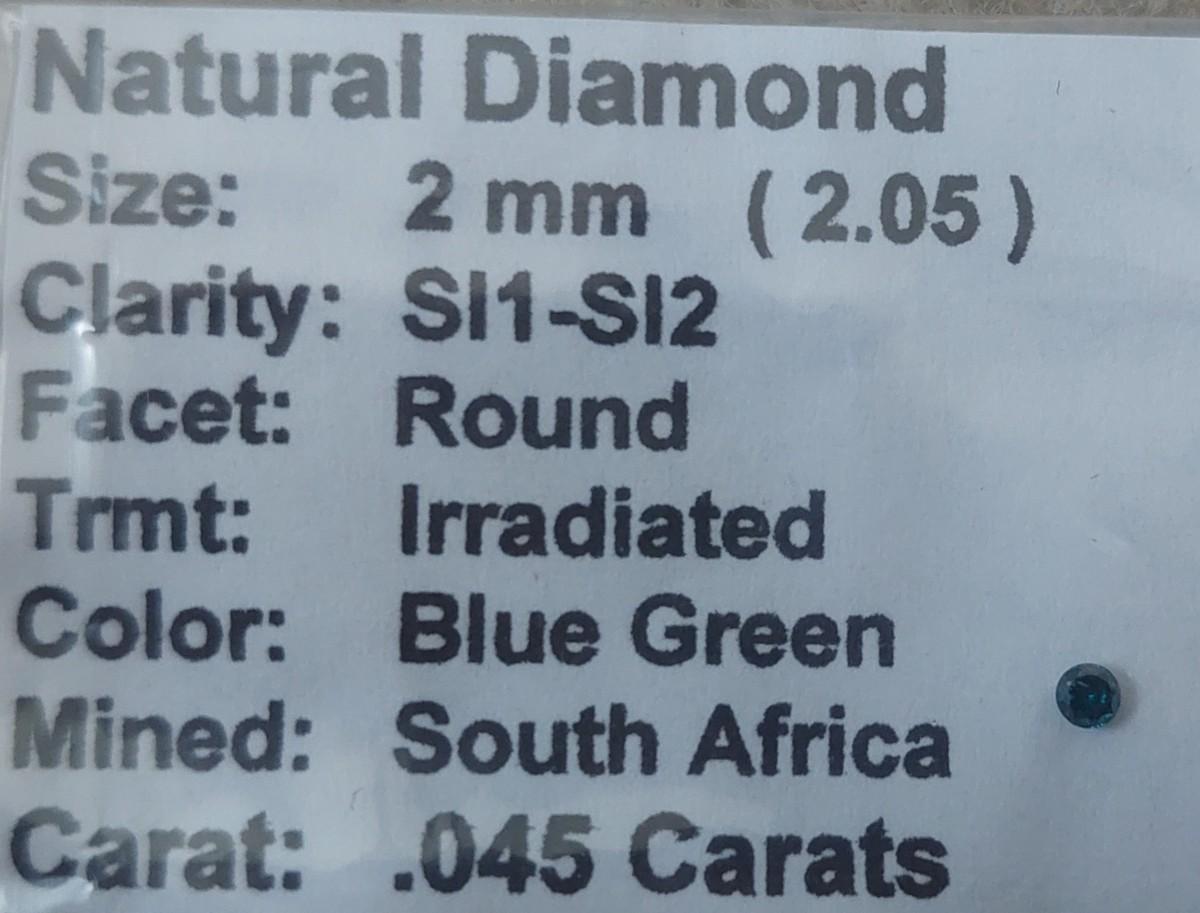 Natural Diamond
Size: 2 mm ( 2.05 )
Clarity: SI1-SI2
Facet: Round
Trmt: Irradiated
Color: Blue Green
Mined: South Africa
Carat: .045 Carats